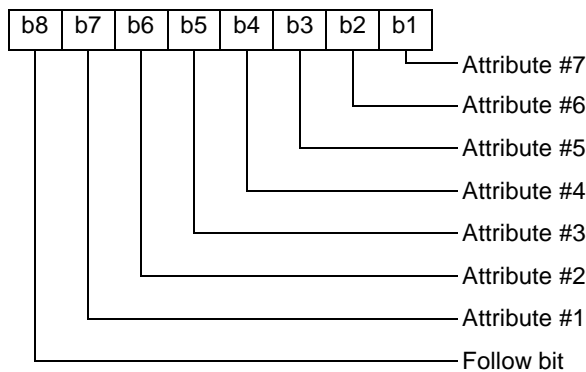 b8 b7 b6 b5 b4 b3 b2 b1
Attribute #7
Attribute #6
Attribute #5
Attribute #4
Attribute #3
Attribute #2
Attribute #1
Follow bit